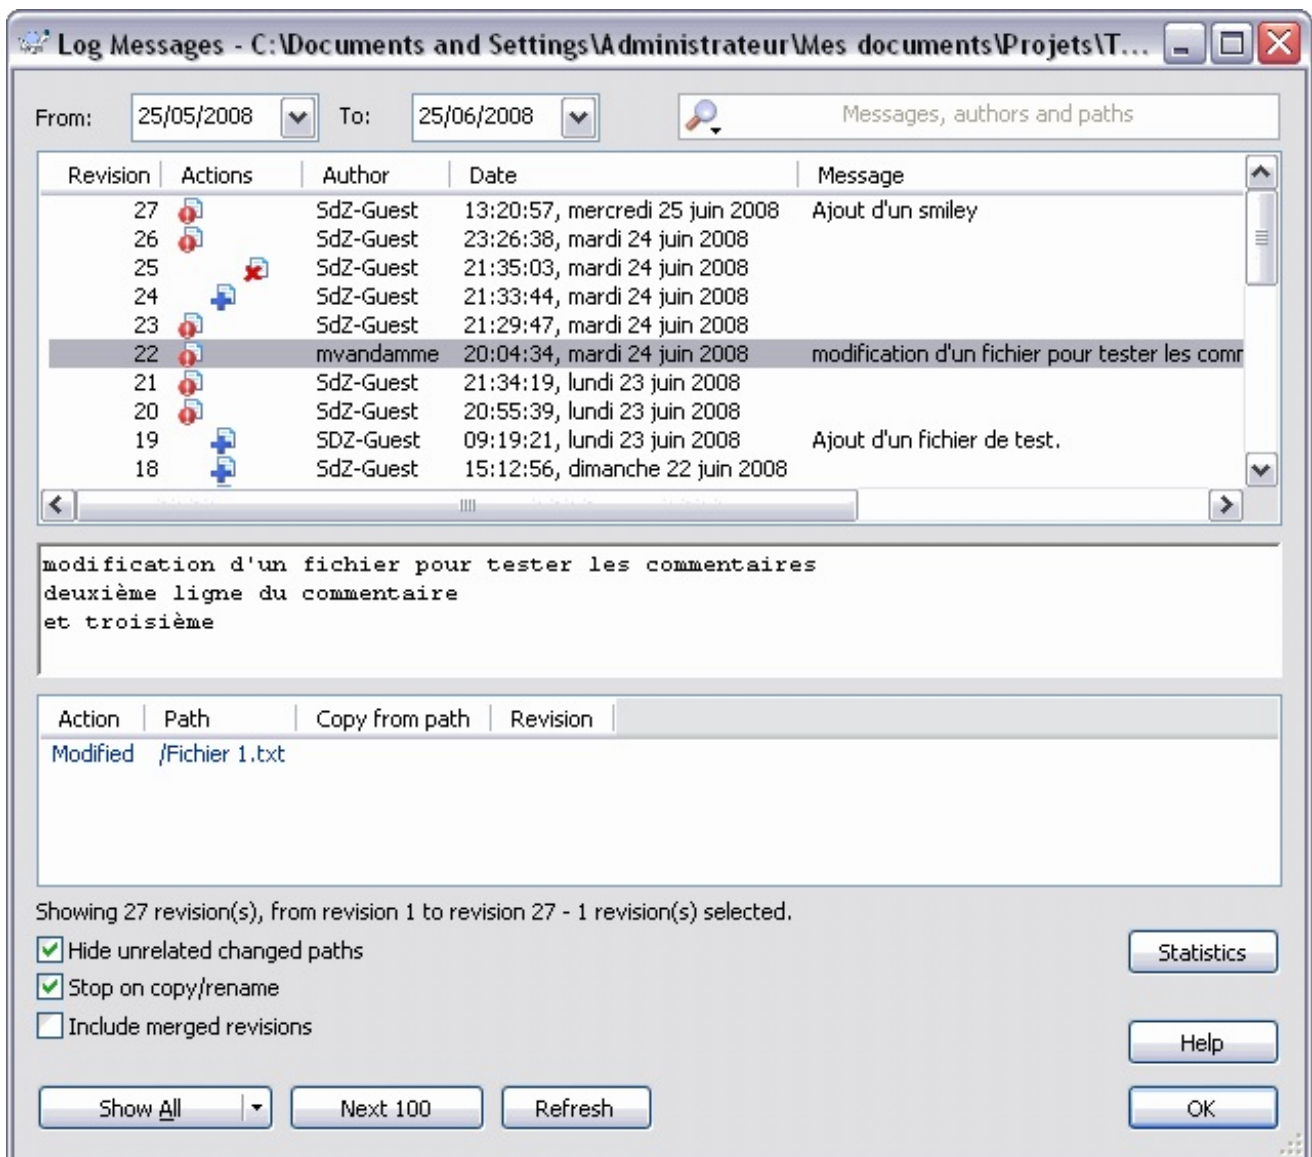 Log Messages - C:\Documents and Settings\Administrateur\Mes documents\Projets\T...
From: 25/05/2008 To: 25/06/2008 Messages, authors and paths
Revision Actions Author Date Message
27 SdZ-Guest 13:20:57, mercredi 25 juin 2008 Ajout d'un smiley
26 SdZ-Guest 23:26:38, mardi 24 juin 2008
25 SdZ-Guest 21:35:03, mardi 24 juin 2008
24 SdZ-Guest 21:33:44, mardi 24 juin 2008
23 SdZ-Guest 21:29:47, mardi 24 juin 2008
22 mvandamme 20:04:34, mardi 24 juin 2008 modification d'un fichier pour tester les comm
21 SdZ-Guest 21:34:19, lundi 23 juin 2008
20 SdZ-Guest 20:55:39, lundi 23 juin 2008
19 SDZ-Guest 09:19:21, lundi 23 juin 2008 Ajout d'un fichier de test.
18 SdZ-Guest 15:12:56, dimanche 22 juin 2008
modification d'un fichier pour tester les commentaires
deuxième ligne du commentaire
et troisième
Action Path Copy from path Revision
Modified /Fichier 1.txt
Showing 27 revision(s), from revision 1 to revision 27 - 1 revision(s) selected.
Hide unrelated changed paths
Statistics
Stop on copy/rename
Include merged revisions
Help
Show All Next 100 Refresh OK